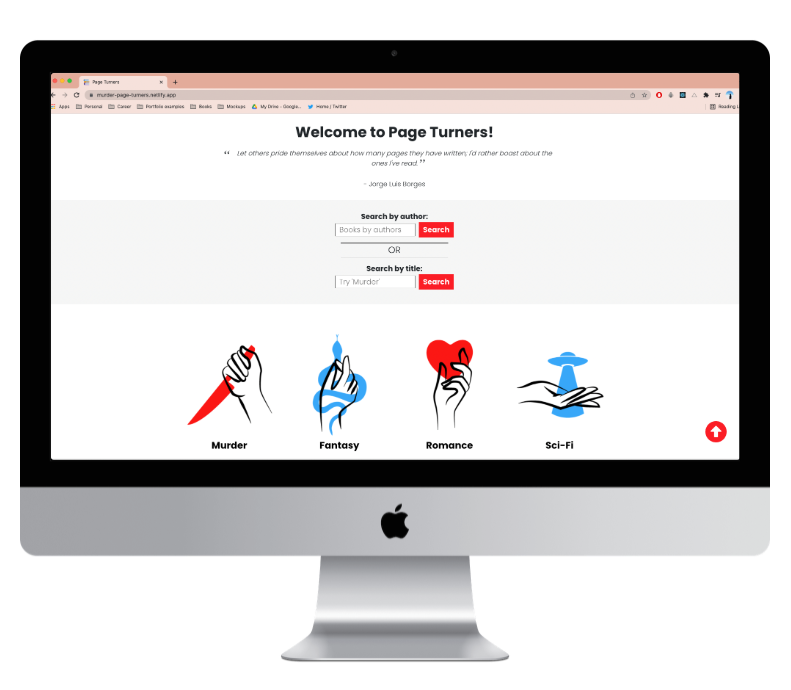 Page Turners
murder-page-turners.netlify.app
Apps Personal Career Portfolio examples Books Mockups My Drive - Google... Home | Twitter Reading L
Welcome to Page Turners!
“ Let others pride themselves about how many pages they have written; I'd rather boast about the
ones I've read. ”
- Jorge Luis Borges
Search by author:
Books by authors Search
OR
Search by title:
Try 'Murder' Search
Murder Fantasy Romance Sci-Fi